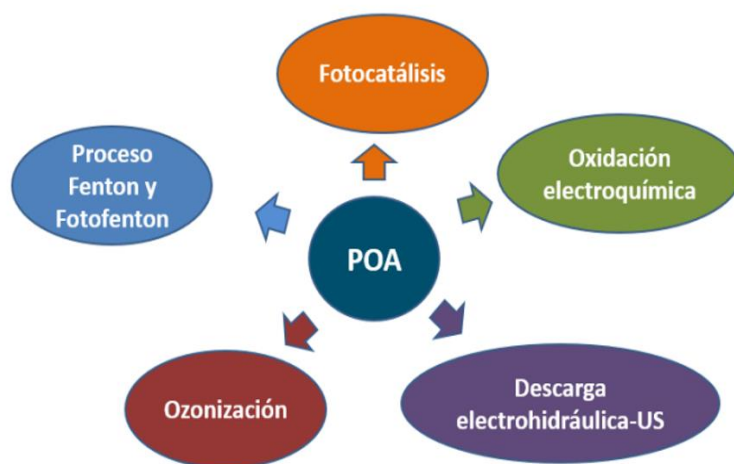 Fotocatálisis
Proceso
Fenton y
Fotofenton
Oxidación
electroquímica
POA
Ozonización
Descarga
electrohidráulica-US